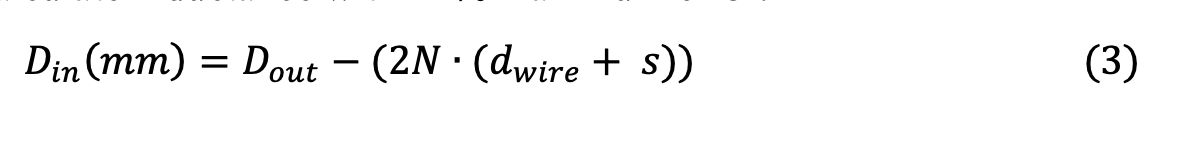 D_in(mm) = D_out − (2N · (d_wire + s)) (3)